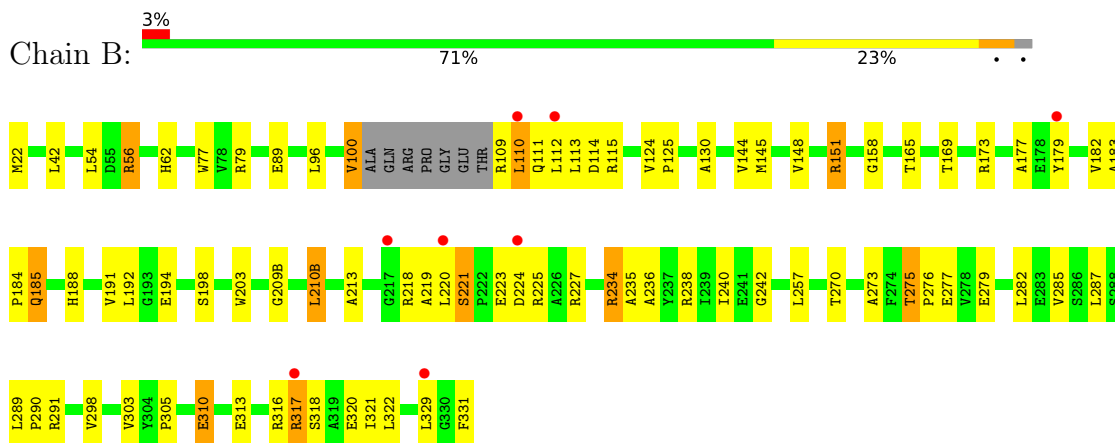 3%
Chain B:
71% 23% . .
M22 L42 L54 D55 R56 H62 W77 V78 R79 E89 L96 V100 ALA GLN ARG PRO GLY GLU THR R109 L110 Q111 L112 L113 D114 R115 V124 P125 A130 V144 M145 V148 R151 G158 T165 T169 R173 A177 E178 Y179 V182 A183
P184 Q185 H188 V191 L192 G193 E194 S198 W203 G209B L210B A213 G217 R218 A219 L220 S221 P222 E223 D224 R225 A226 R227 R234 A235 A236 Y237 R238 I239 I240 E241 G242 L257 T270 A273 F274 T275 P276 E277 V278 E279 L282 E283 V285 S286 L287 S288
L289 P290 R291 V298 V303 Y304 P305 E310 E313 R316 R317 S318 A319 E320 I321 L322 L329 G330 F331